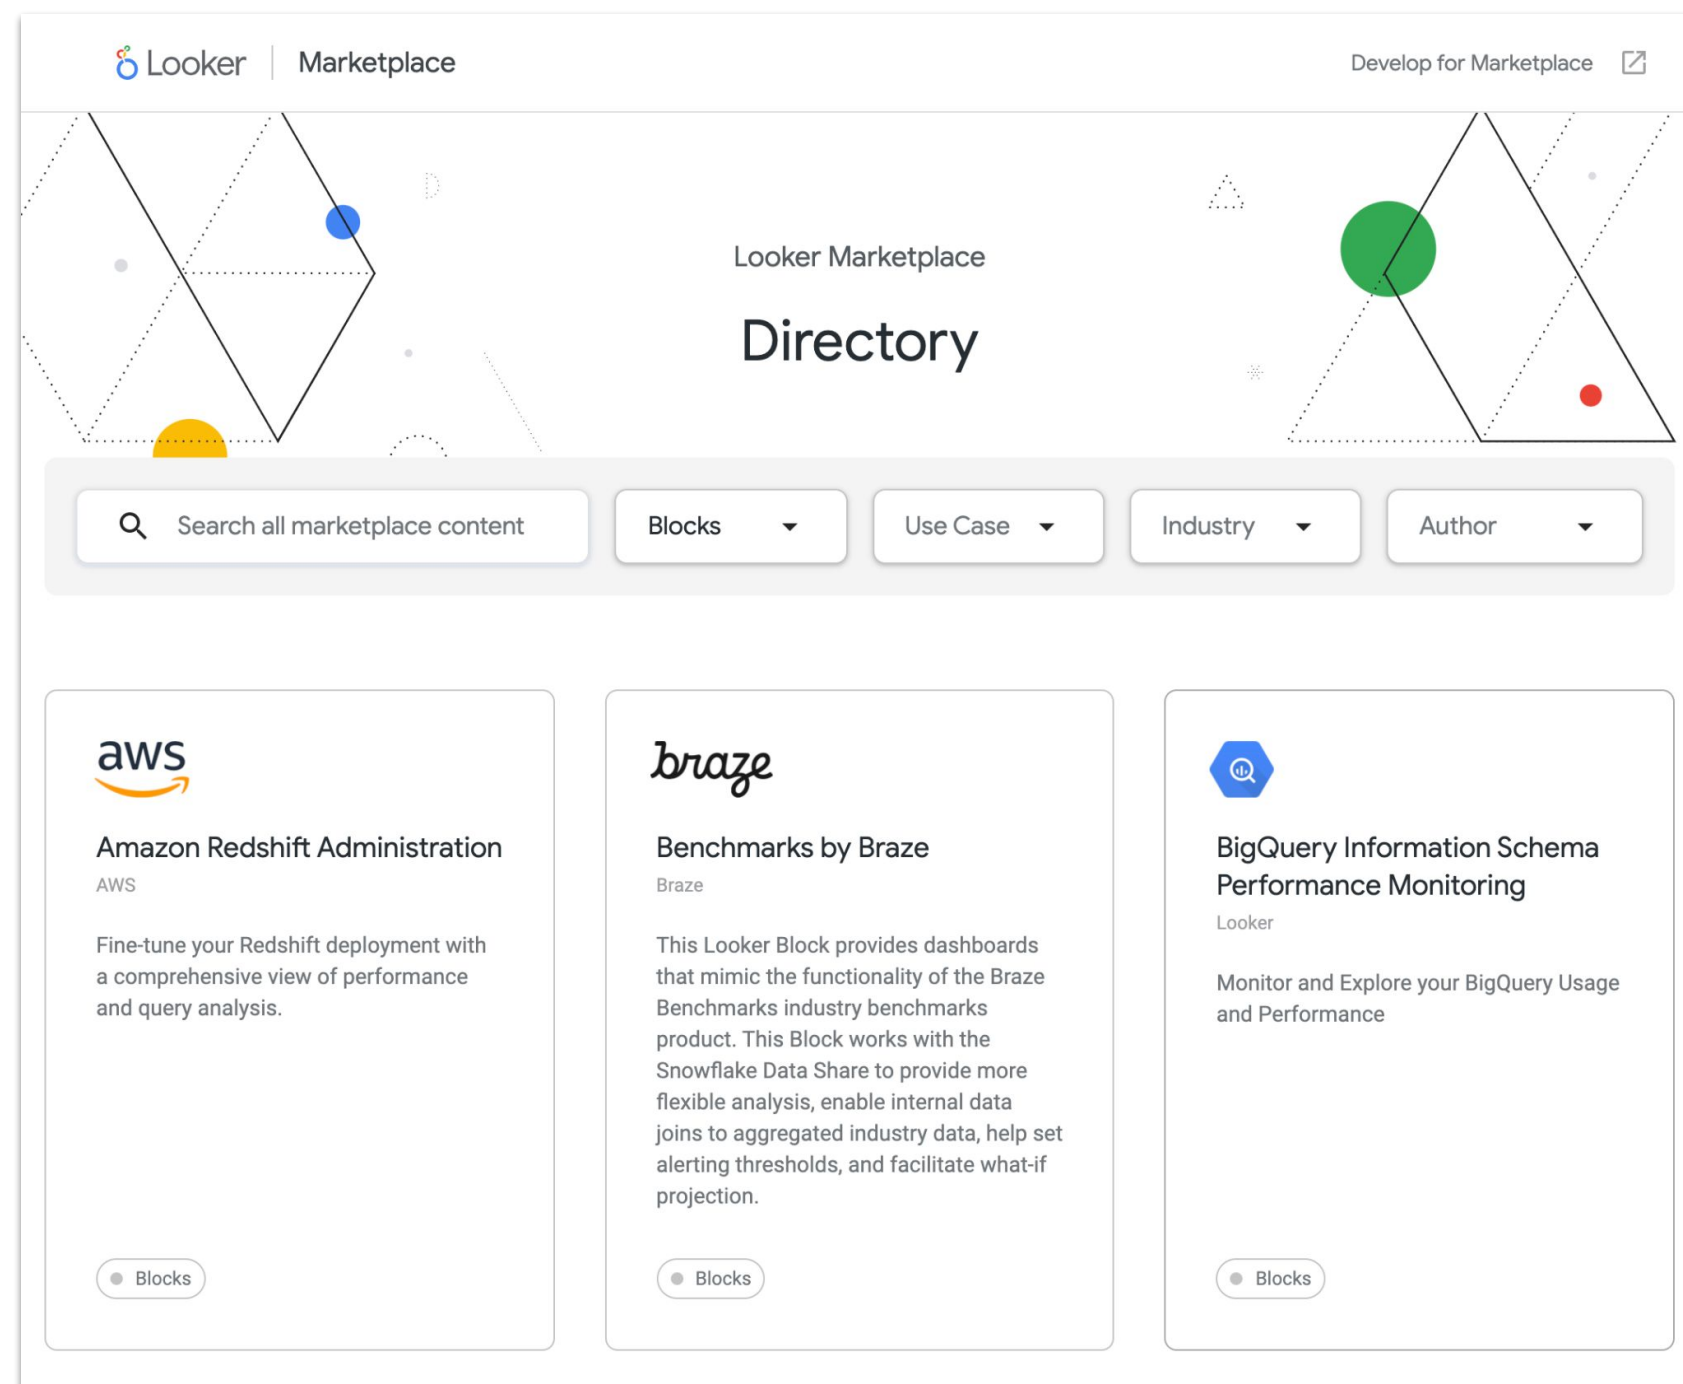 Looker | Marketplace
Develop for Marketplace
Looker Marketplace
Directory
Search all marketplace content
Blocks
Use Case
Industry
Author
aws
Amazon Redshift Administration
AWS
Fine-tune your Redshift deployment with
a comprehensive view of performance
and query analysis.
Blocks
braze
Benchmarks by Braze
Braze
This Looker Block provides dashboards
that mimic the functionality of the Braze
Benchmarks industry benchmarks
product. This Block works with the
Snowflake Data Share to provide more
flexible analysis, enable internal data
joins to aggregated industry data, help set
alerting thresholds, and facilitate what-if
projection.
Blocks
BigQuery Information Schema
Performance Monitoring
Looker
Monitor and Explore your BigQuery Usage
and Performance
Blocks